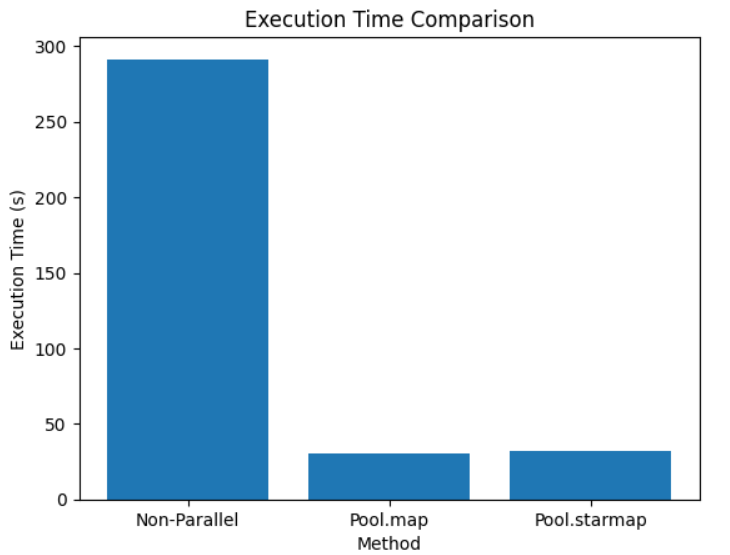 Execution Time Comparison
300
250
200
150
100
50
0
Execution Time (s)
Non-Parallel Pool.map Pool.starmap
Method